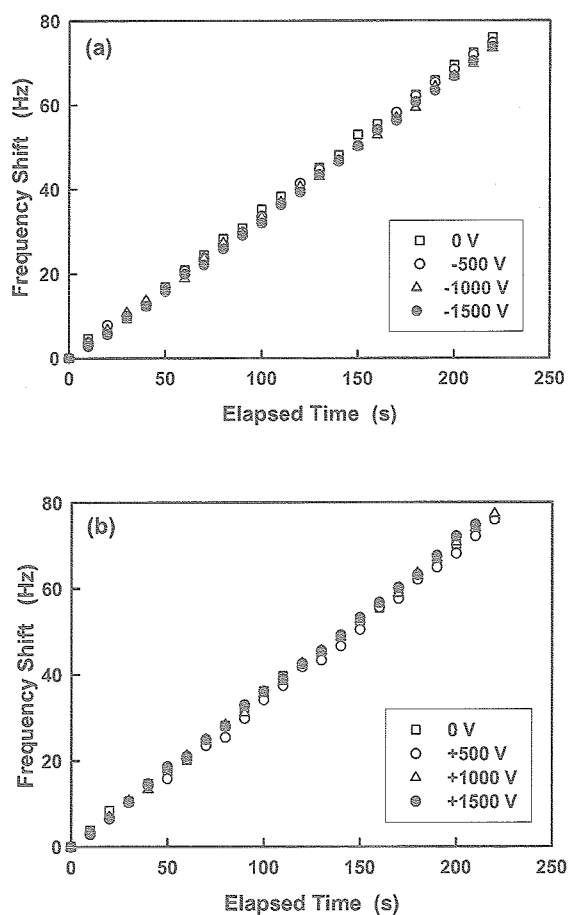 (a)
Frequency Shift (Hz)
80
60
40
20
0
0 V
-500 V
-1000 V
-1500 V
0 50 100 150 200 250
Elapsed Time (s)
(b)
Frequency Shift (Hz)
80
60
40
20
0
0 V
+500 V
+1000 V
+1500 V
0 50 100 150 200 250
Elapsed Time (s)